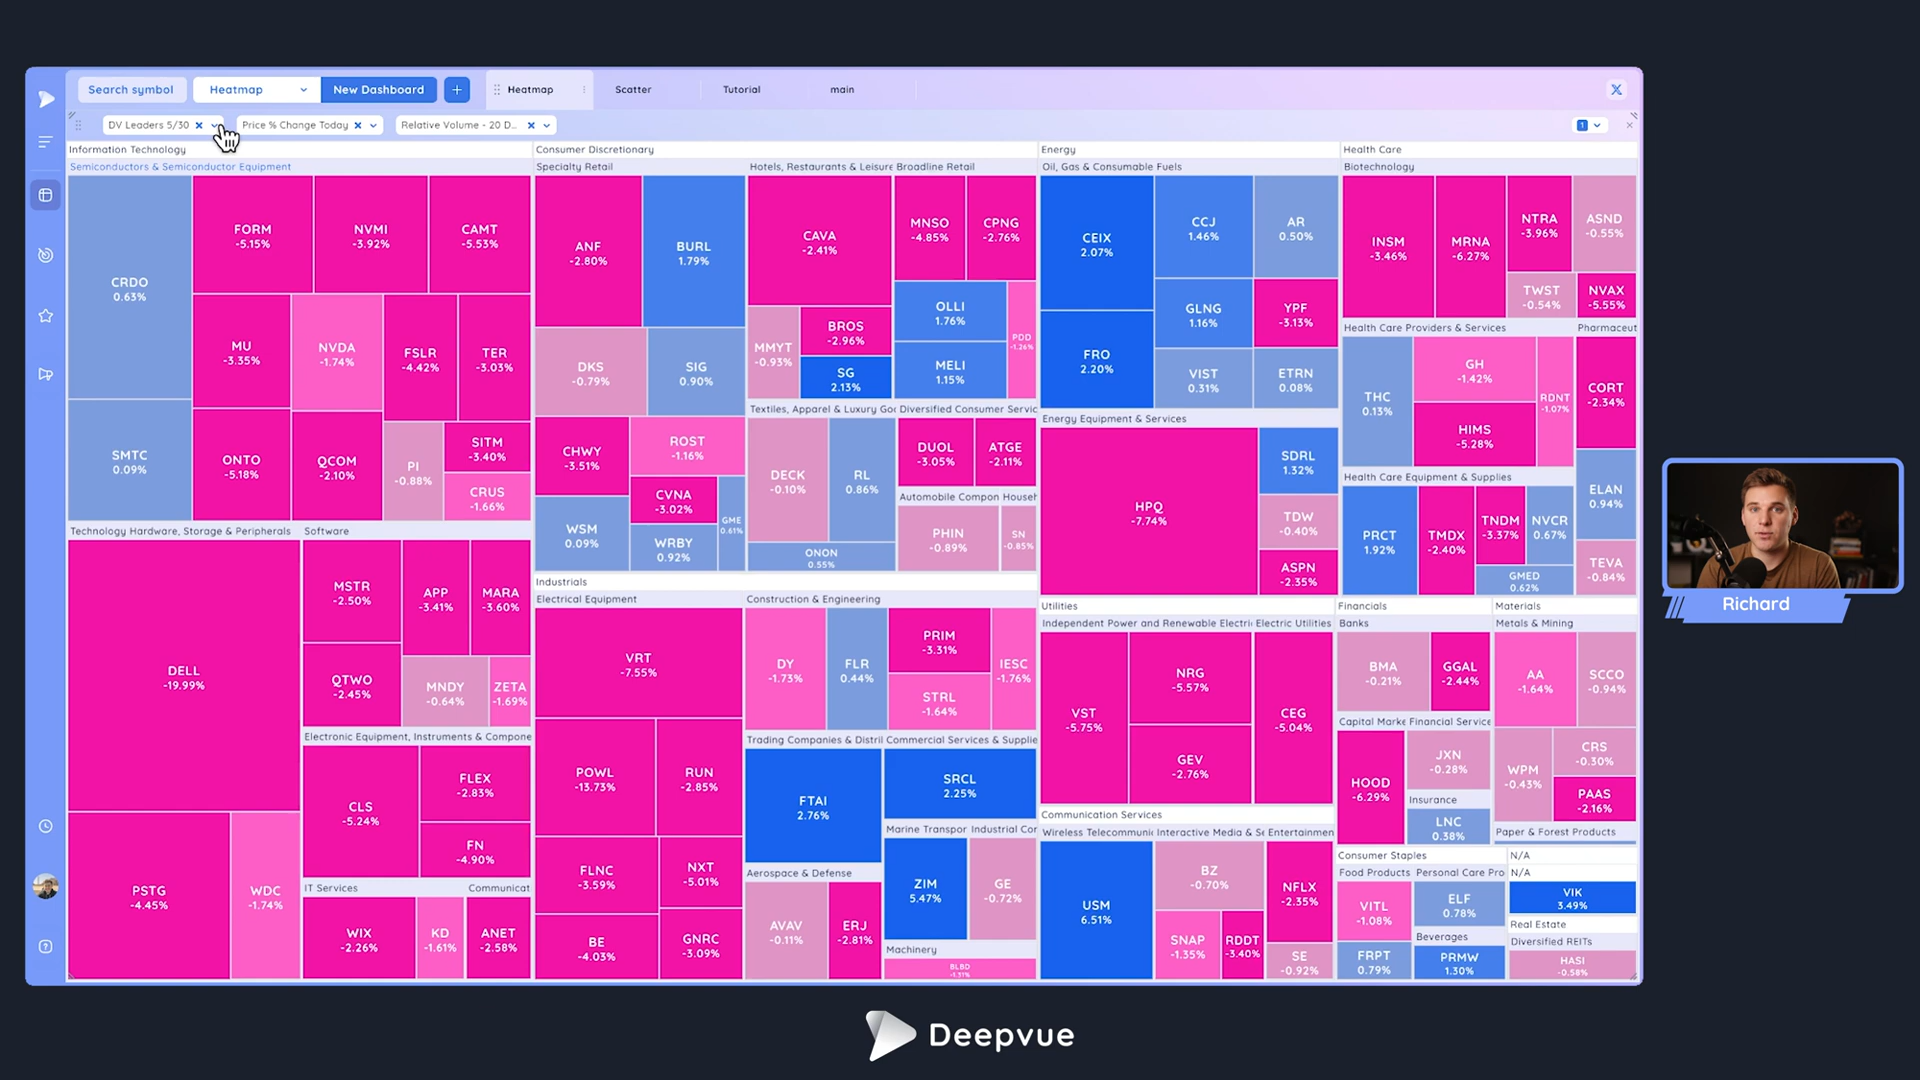 Search symbol
Heatmap
New Dashboard
+
Heatmap
Scatter
Tutorial
main
DV Leaders 5/30
Price % Change Today
Relative Volume - 20 D...
1
Information Technology
Semiconductors & Semiconductor Equipment
CRDO
0.63%
FORM
-5.15%
NVMI
-3.92%
CAMT
-5.53%
MU
-3.35%
NVDA
-1.74%
FSLR
-4.42%
TER
-3.03%
SMTC
0.09%
ONTO
-5.18%
QCOM
-2.10%
PI
-0.88%
SITM
-3.40%
CRUS
-1.66%
Technology Hardware, Storage & Peripherals
DELL
-19.99%
PSTG
-4.45%
WDC
-1.74%
Software
MSTR
-2.50%
APP
-3.41%
MARA
-3.60%
QTWO
-2.45%
MNDY
-0.64%
ZETA
-1.69%
Electronic Equipment, Instruments & Compone
CLS
-5.24%
FLEX
-2.83%
FN
-4.90%
IT Services
WIX
-2.26%
KD
-1.61%
Communicat
ANET
-2.58%
Consumer Discretionary
Specialty Retail
ANF
-2.80%
BURL
1.79%
DKS
-0.79%
SIG
0.90%
CHWY
-3.51%
ROST
-1.16%
CVNA
-3.02%
GME
0.61%
WSM
0.09%
WRBY
0.92%
Hotels, Restaurants & Leisure
CAVA
-2.41%
MMYT
-0.93%
BROS
-2.96%
SG
2.13%
Broadline Retail
MNSO
-4.85%
CPNG
-2.76%
OLLI
1.76%
MELI
1.15%
PDD
-1.26%
Textiles, Apparel & Luxury Goo
DECK
-0.10%
RL
0.86%
ONON
0.55%
Diversified Consumer Servic
DUOL
-3.05%
ATGE
-2.11%
Automobile Compon
PHIN
-0.89%
Househ
SN
-0.85%
Industrials
Electrical Equipment
VRT
-7.55%
POWL
-13.73%
RUN
-2.85%
FLNC
-3.59%
NXT
-5.01%
BE
-4.03%
GNRC
-3.09%
Construction & Engineering
DY
-1.73%
FLR
0.44%
PRIM
-3.31%
STRL
-1.64%
IESC
-1.76%
Trading Companies & Distril
FTAI
2.76%
Commercial Services & Supplie
SRCL
2.25%
Aerospace & Defense
AVAV
-0.11%
ERJ
-2.81%
Marine Transpor
ZIM
5.47%
Industrial Cor
GE
-0.72%
Machinery
BLBD
-1.31%
Energy
Oil, Gas & Consumable Fuels
CEIX
2.07%
CCJ
1.46%
AR
0.50%
FRO
2.20%
GLNG
1.16%
YPF
-3.13%
VIST
0.31%
ETRN
0.08%
Energy Equipment & Services
HPQ
-7.74%
SDRL
1.32%
TDW
-0.40%
ASPN
-2.35%
Utilities
Independent Power and Renewable Electri
VST
-5.75%
NRG
-5.57%
GEV
-2.76%
Electric Utilities
CEG
-5.04%
Communication Services
Wireless Telecommunic
USM
6.51%
Interactive Media & Se
BZ
-0.70%
SNAP
-1.35%
RDDT
-3.40%
Entertainmen
NFLX
-2.35%
SE
-0.92%
Health Care
Biotechnology
INSM
-3.46%
MRNA
-6.27%
NTRA
-3.96%
ASND
-0.55%
TWST
-0.54%
NVAX
-5.55%
Health Care Providers & Services
THC
0.13%
GH
-1.42%
HIMS
-5.28%
RDNT
-1.07%
Pharmaceut
CORT
-2.34%
ELAN
0.94%
TEVA
-0.84%
Health Care Equipment & Supplies
PRCT
1.92%
TMDX
-2.40%
TNDM
-3.37%
NVCR
0.67%
GMED
0.62%
Financials
Banks
BMA
-0.21%
GGAL
-2.44%
Capital Marke
HOOD
-6.29%
Financial Service
JXN
-0.28%
Insurance
LNC
0.38%
Materials
Metals & Mining
AA
-1.64%
SCCO
-0.94%
WPM
-0.43%
CRS
-0.30%
PAAS
-2.16%
Paper & Forest Products
Consumer Staples
Food Products
VITL
-1.08%
FRPT
0.79%
Personal Care Pro
ELF
0.78%
Beverages
PRMW
1.30%
N/A
N/A
VIK
3.49%
Real Estate
Diversified REITs
HASI
-0.58%
Richard
Deepvue